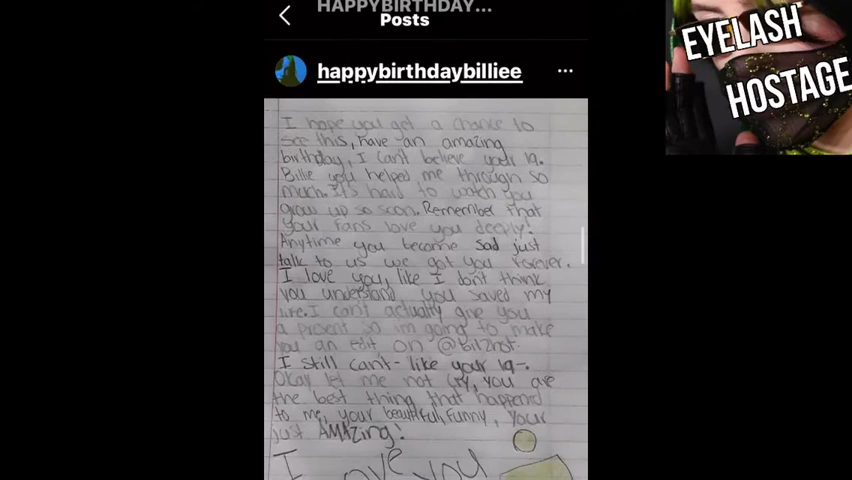 HAPPYBIRTHDAY...
Posts
happybirthdaybilliee
EYELASH
HOSTAGE
I hope you get a chance to
see this, have an amazing
birthday, I can't believe your 19.
Billie you helped me through so
much. It's hard to watch you
grow up so soon. Remember that
your fans love you deeply!
Anytime you become sad just
talk to us we got you forever.
I love you, like I don't think
you understand, you saved my
life. I can't actually give you
a present so im going to make
you an edit on @bil2hot.
I still can't- like your 19-.
Okay let me not cry, you are
the best thing that happened
to me, your beautiful, funny, your
just AMAZing!
I love you